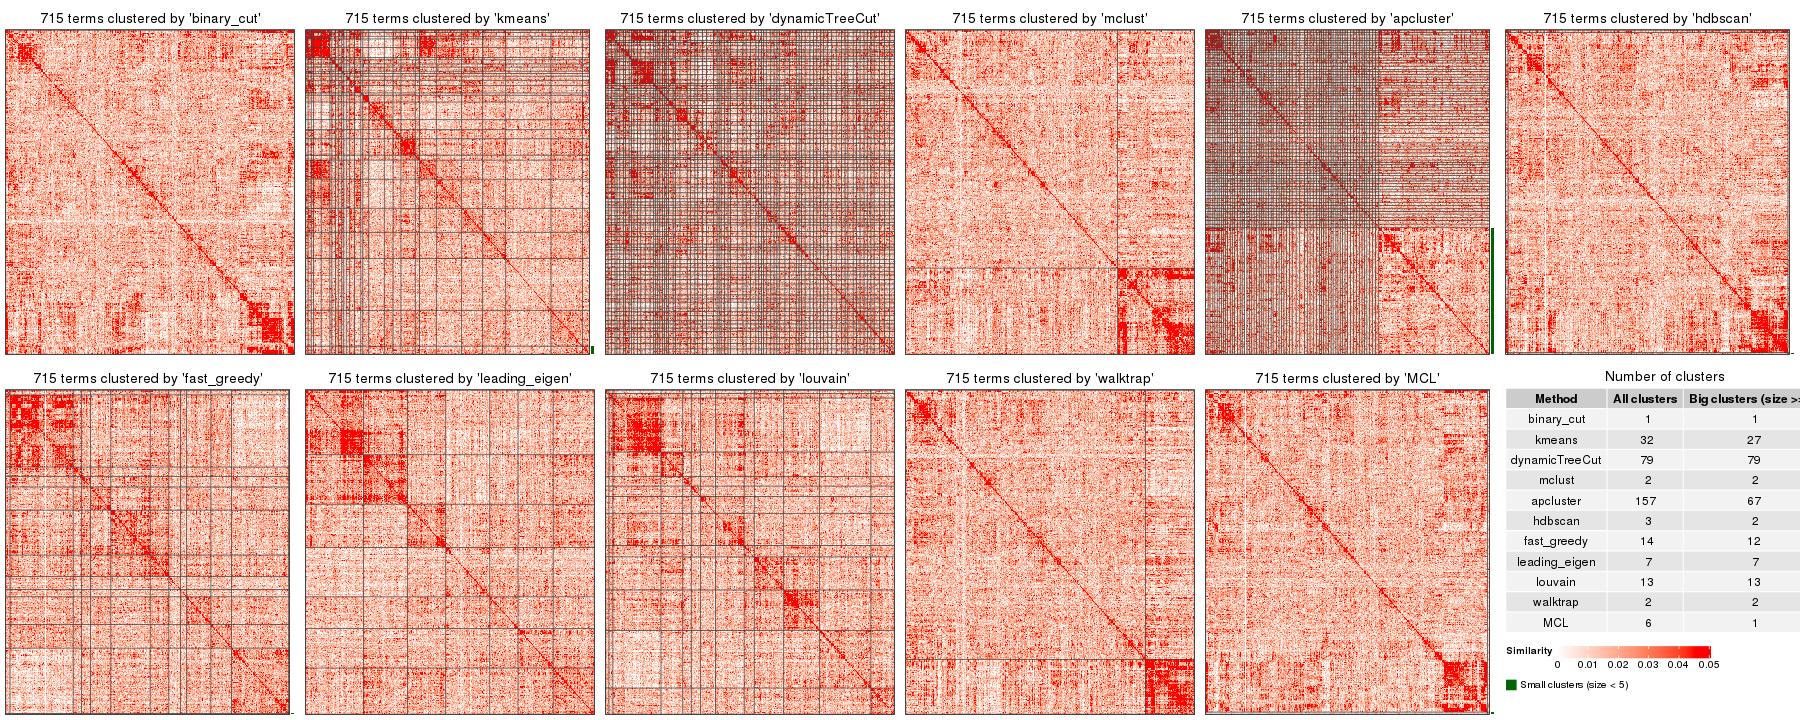 715 terms clustered by 'binary_cut'
715 terms clustered by 'kmeans'
715 terms clustered by 'dynamicTreeCut'
715 terms clustered by 'mclust'
715 terms clustered by 'apcluster'
715 terms clustered by 'hdbscan'
715 terms clustered by 'fast_greedy'
715 terms clustered by 'leading_eigen'
715 terms clustered by 'louvain'
715 terms clustered by 'walktrap'
715 terms clustered by 'MCL'
Number of clusters
Method All clusters Big clusters (size >=
binary_cut 1 1
kmeans 32 27
dynamicTreeCut 79 79
mclust 2 2
apcluster 157 67
hdbscan 3 2
fast_greedy 14 12
leading_eigen 7 7
louvain 13 13
walktrap 2 2
MCL 6 1
Similarity
0 0.01 0.02 0.03 0.04 0.05
Small clusters (size < 5)